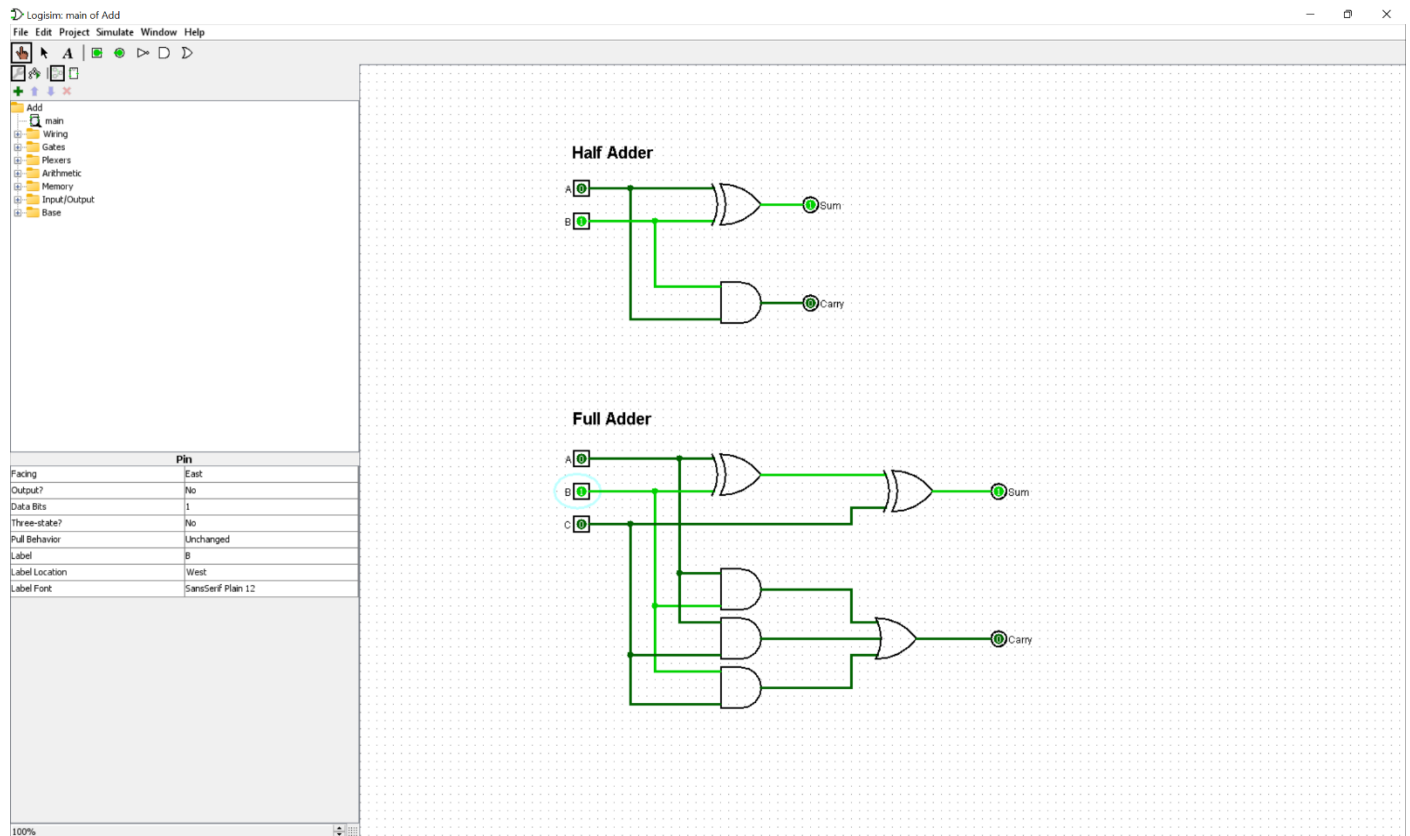 Logisim: main of Add
File Edit Project Simulate Window Help
A
Add
main
Wiring
Gates
Plexers
Arithmetic
Memory
Input/Output
Base
Pin
Facing East
Output? No
Data Bits 1
Three-state? No
Pull Behavior Unchanged
Label B
Label Location West
Label Font SansSerif Plain 12
100%
Half Adder
A 0
1 Sum
B 1
0 Carry
Full Adder
A 0
B 1
1 Sum
C 0
0 Carry